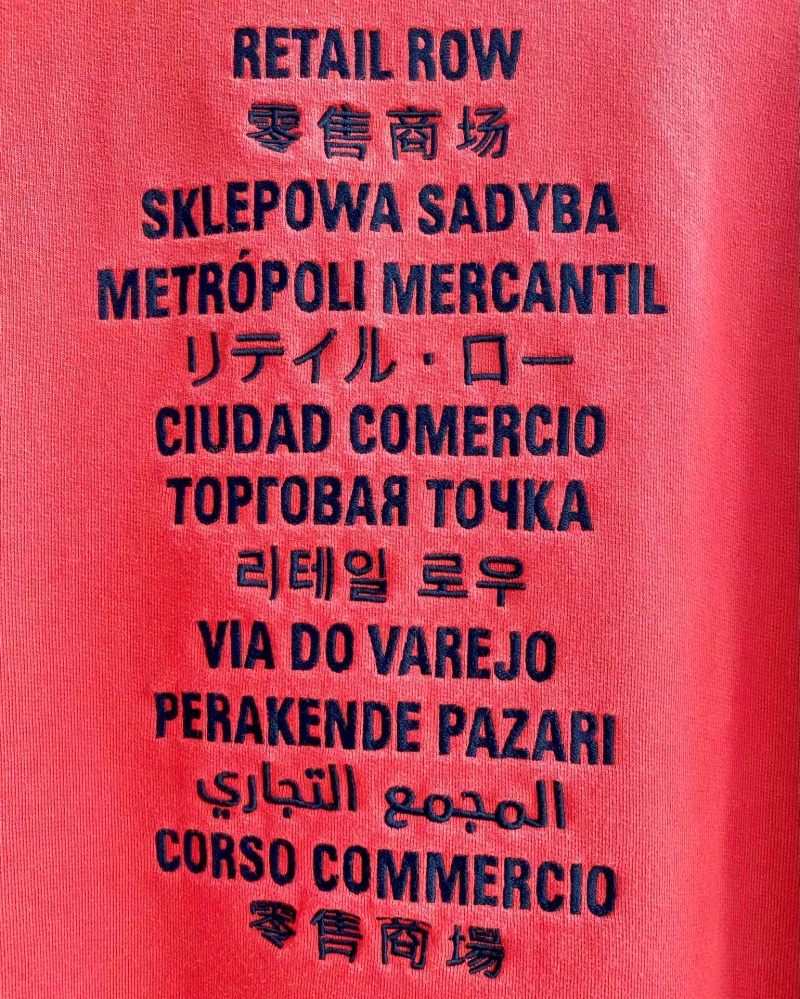 RETAIL ROW
零售商场
SKLEPOWA SADYBA
METRÓPOLI MERCANTIL
リテイル・ロー
CIUDAD COMERCIO
ТОРГОВАЯ ТОЧКА
리테일 로우
VIA DO VAREJO
PERAKENDE PAZARI
المجمع التجاري
CORSO COMMERCIO
零售商場